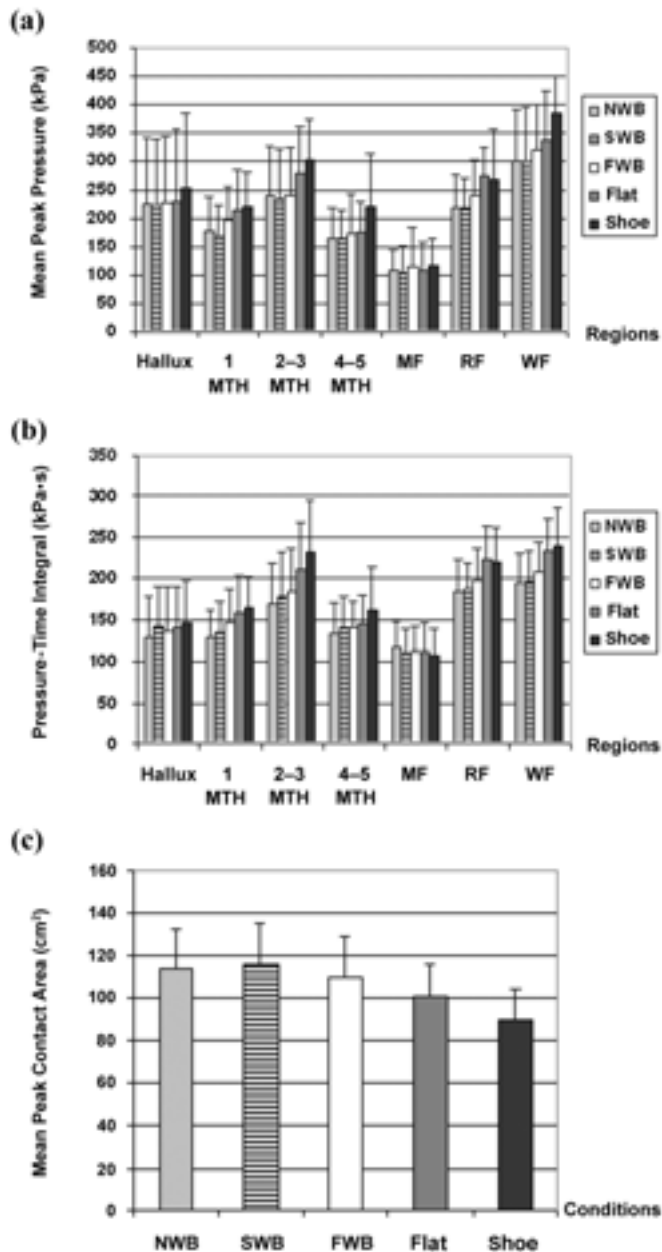 (a)
Mean Peak Pressure (kPa)
500
450
400
350
300
250
200
150
100
50
0
NWB
SWB
FWB
Flat
Shoe
Regions
Hallux
1 MTH
2–3 MTH
4–5 MTH
MF
RF
WF
(b)
Pressure-Time Integral (kPa•s)
350
300
250
200
150
100
50
0
NWB
SWB
FWB
Flat
Shoe
Regions
Hallux
1 MTH
2–3 MTH
4–5 MTH
MF
RF
WF
(c)
Mean Peak Contact Area (cm²)
160
140
120
100
80
60
40
20
0
Conditions
NWB
SWB
FWB
Flat
Shoe